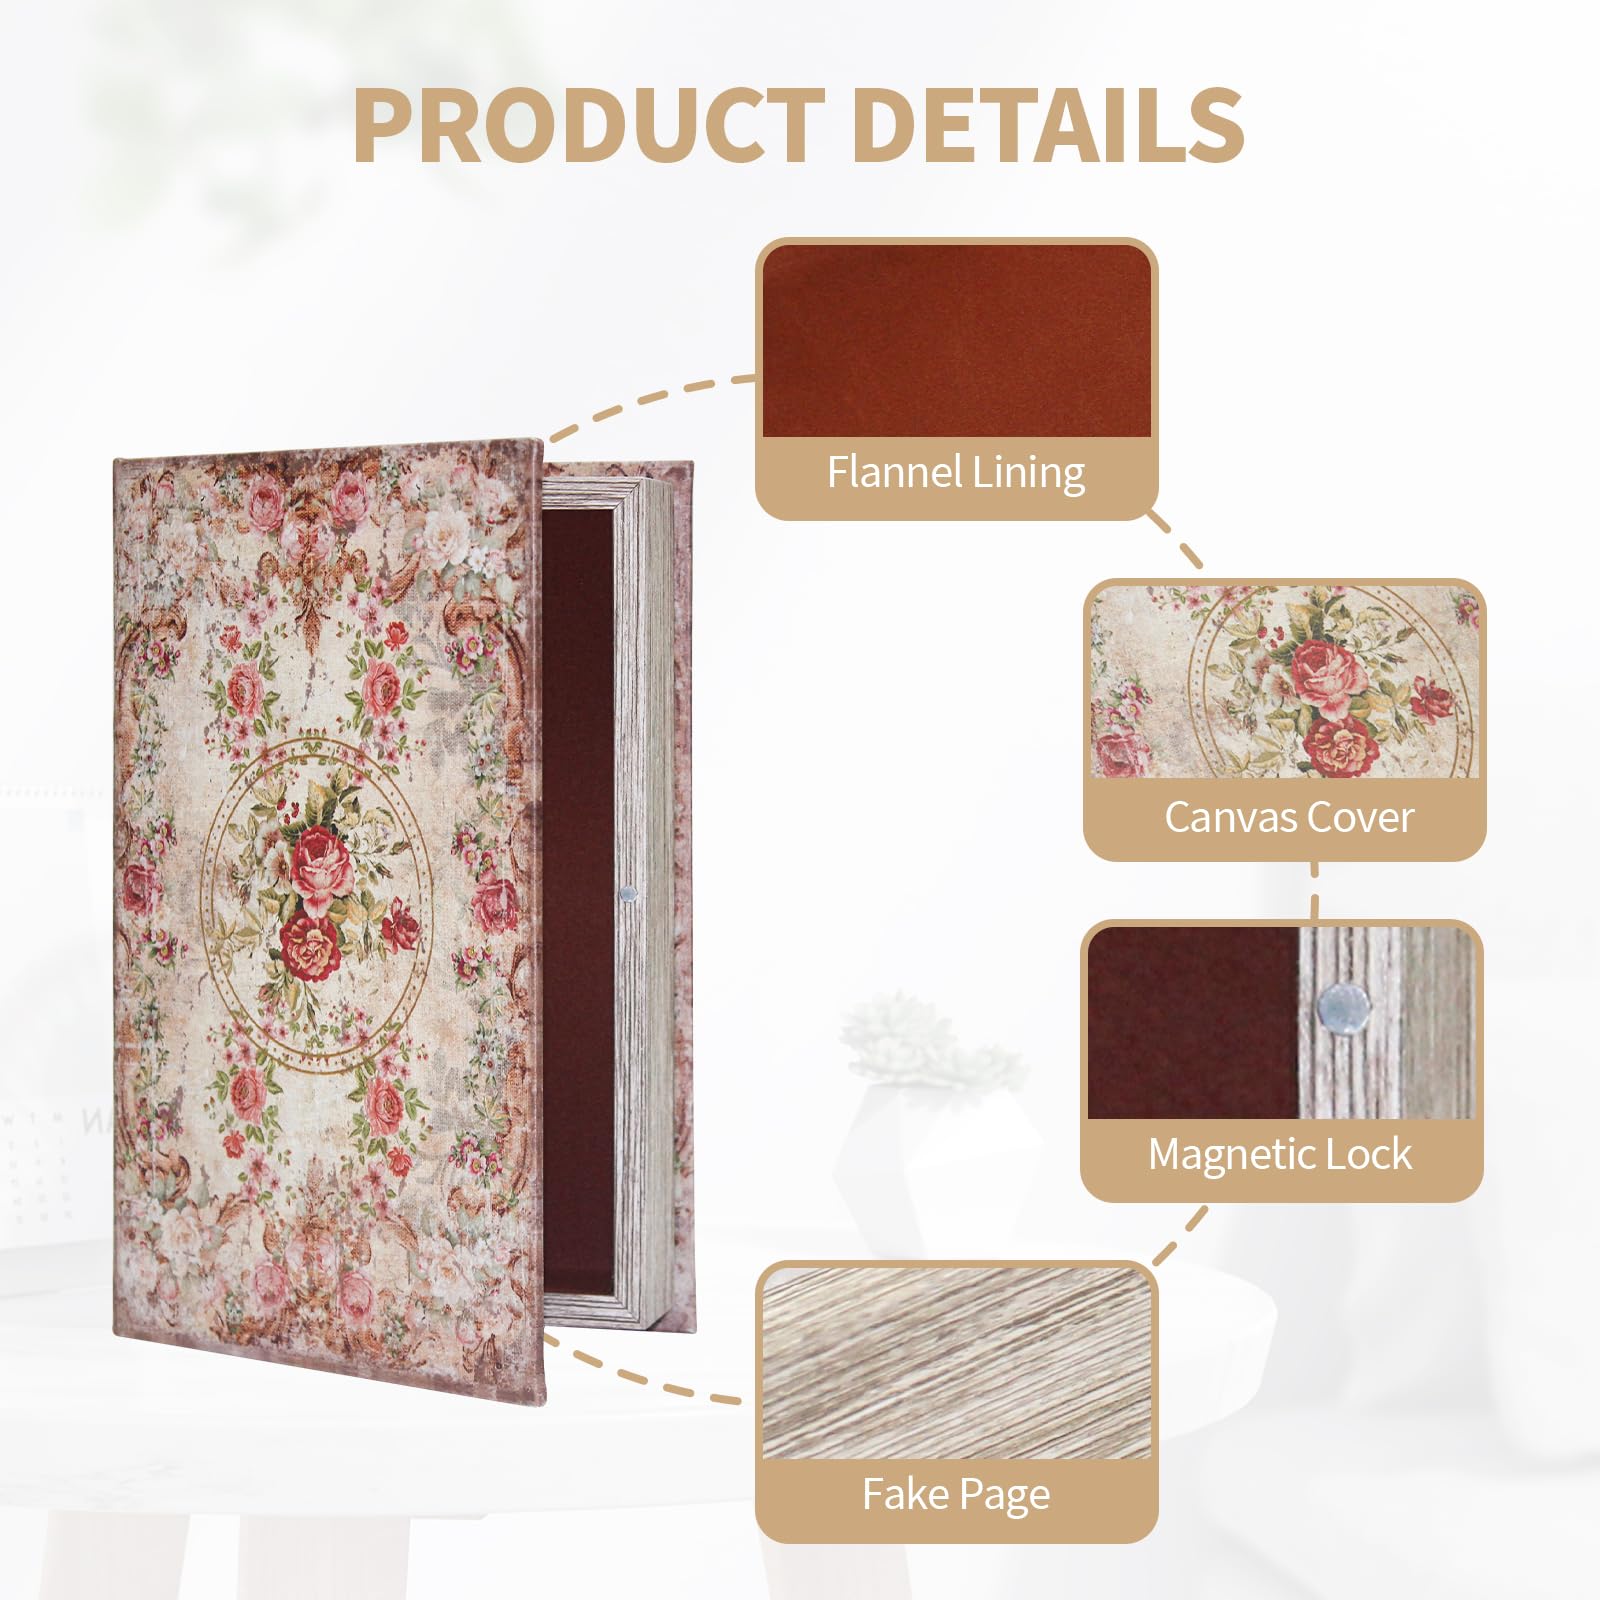 PRODUCT DETAILS
Flannel Lining
Canvas Cover
Magnetic Lock
Fake Page